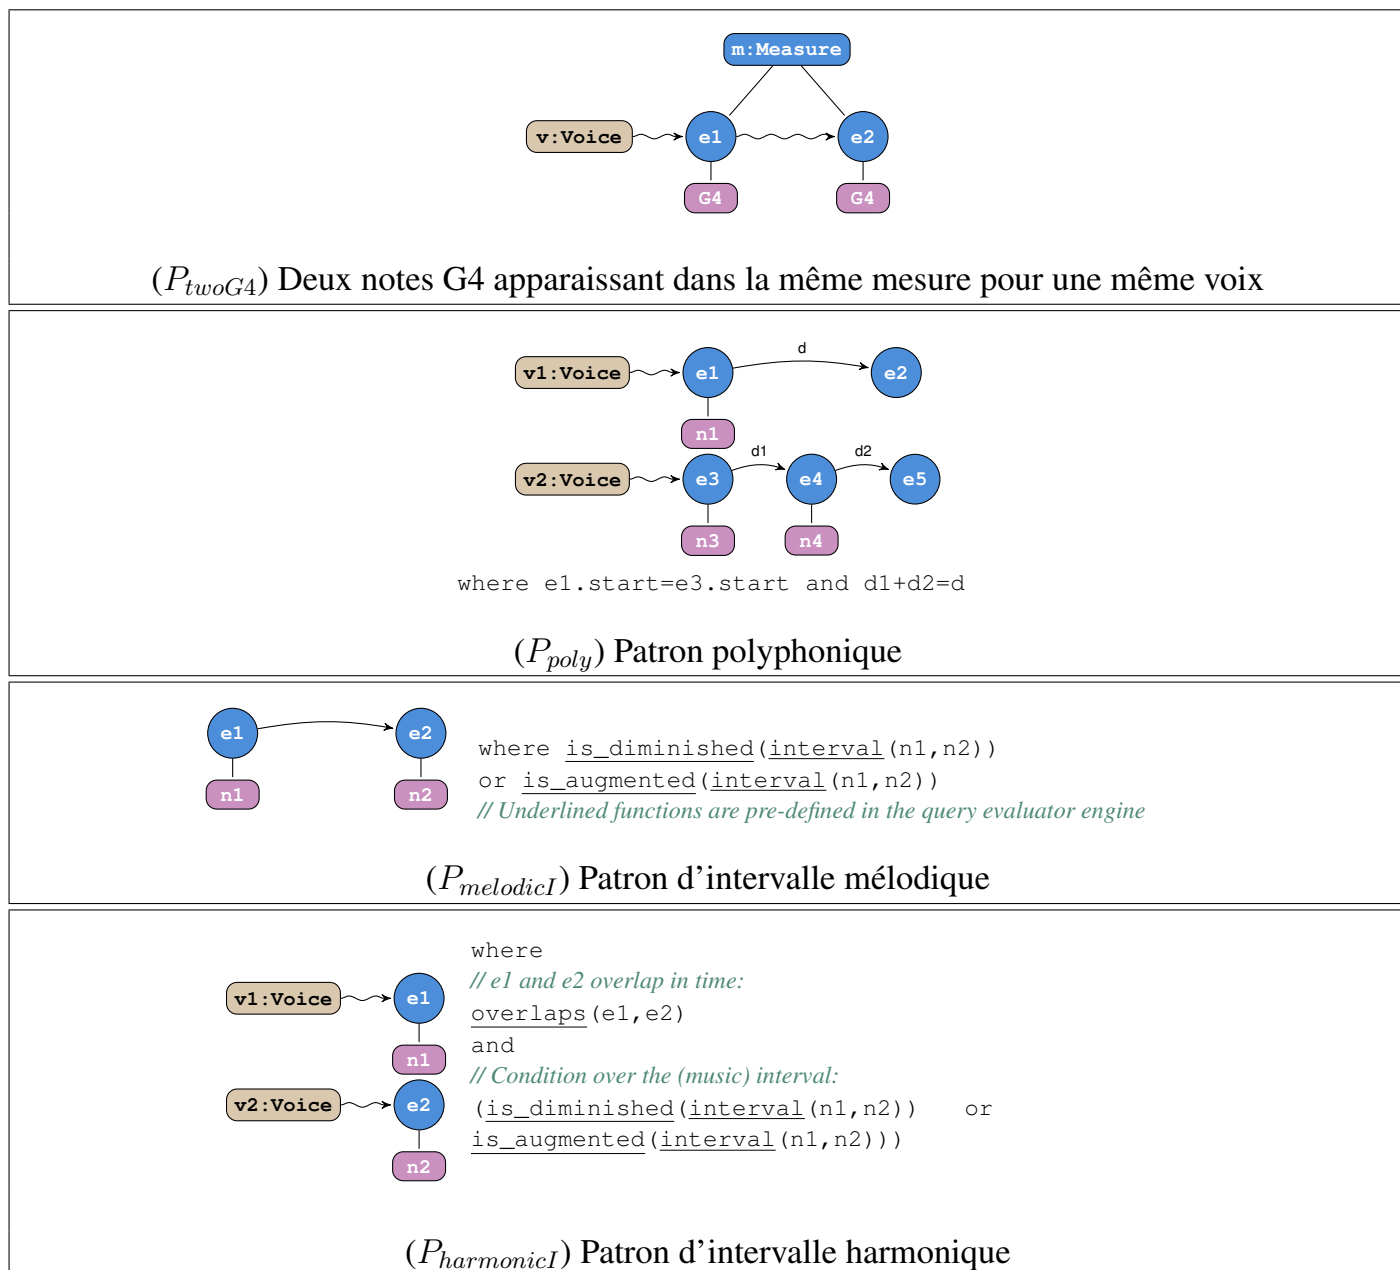 m:Measure
v:Voice e1 e2
G4 G4
(P_twoG4) Deux notes G4 apparaissant dans la même mesure pour une même voix
d
v1:Voice e1 e2
n1
d1 d2
v2:Voice e3 e4 e5
n3 n4
where e1.start=e3.start and d1+d2=d
(P_poly) Patron polyphonique
e1 e2
n1 n2
where is_diminished(interval(n1,n2))
or is_augmented(interval(n1,n2))
// Underlined functions are pre-defined in the query evaluator engine
(P_melodicI) Patron d'intervalle mélodique
v1:Voice e1
n1
v2:Voice e2
n2
where
// e1 and e2 overlap in time:
overlaps(e1,e2)
and
// Condition over the (music) interval:
(is_diminished(interval(n1,n2)) or
is_augmented(interval(n1,n2)))
(P_harmonicI) Patron d'intervalle harmonique